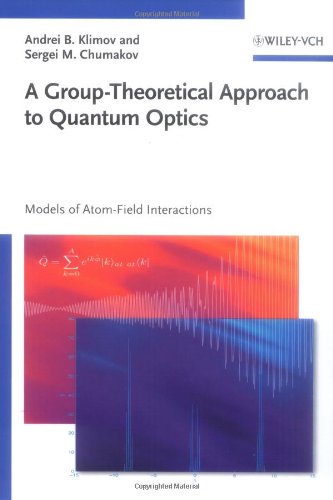 Andrei B. Klimov and
Sergei M. Chumakov
WILEY-VCH
A Group-Theoretical Approach
to Quantum Optics
Models of Atom-Field Interactions